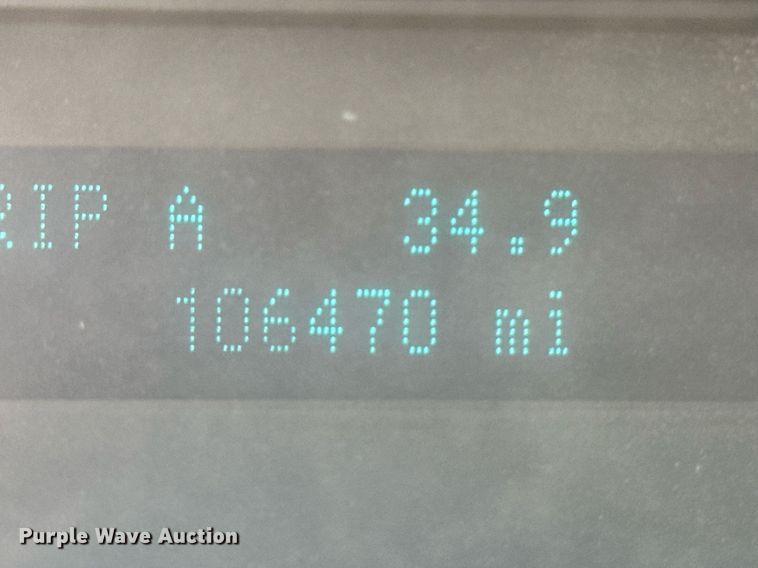 RIP A 34.9
106470 mi
Purple Wave Auction